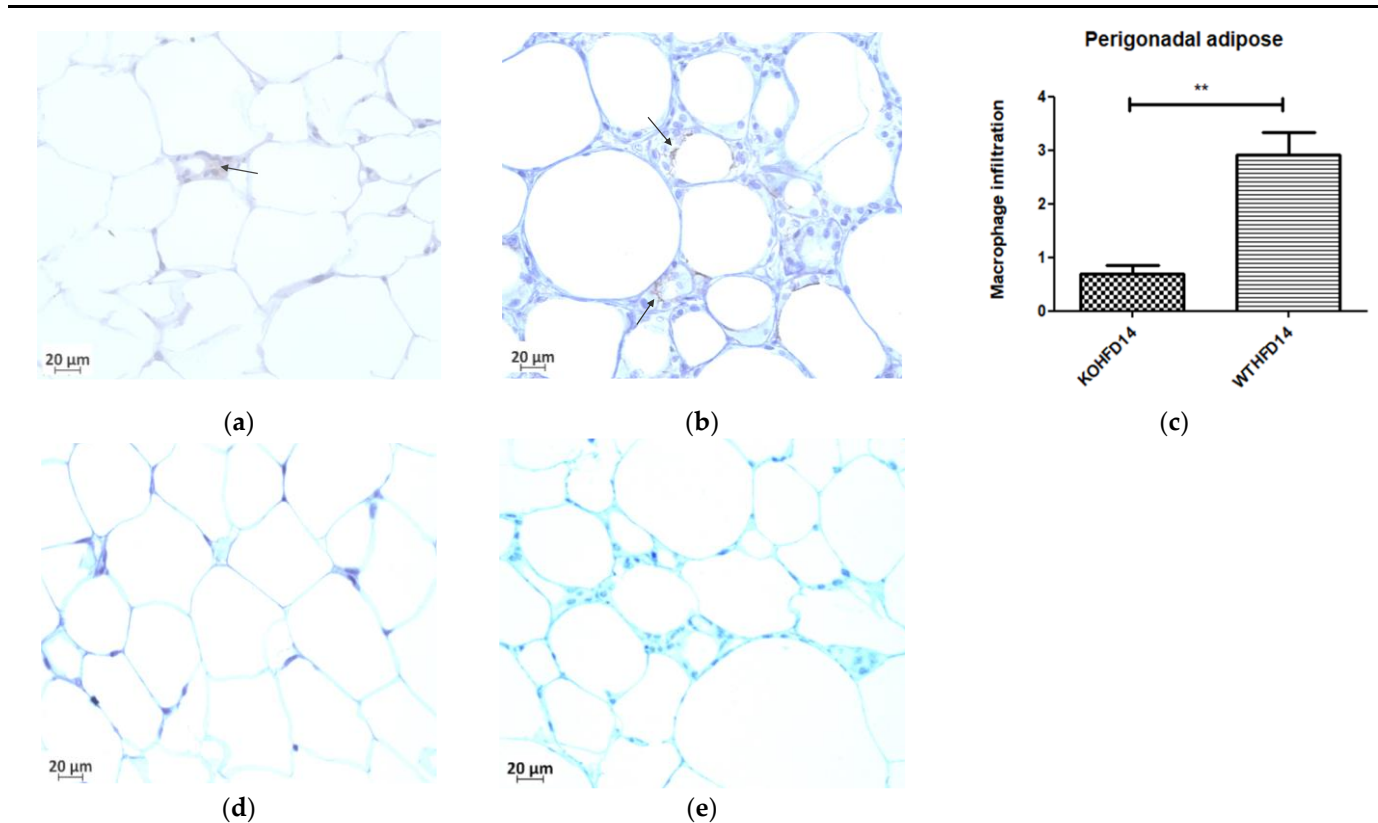 Perigonadal adipose
**
Macrophage infiltration
4
3
2
1
0
KOHFD14
WTHFD14
20 µm
20 µm
(a)
(b)
(c)
20 µm
20 µm
(d)
(e)